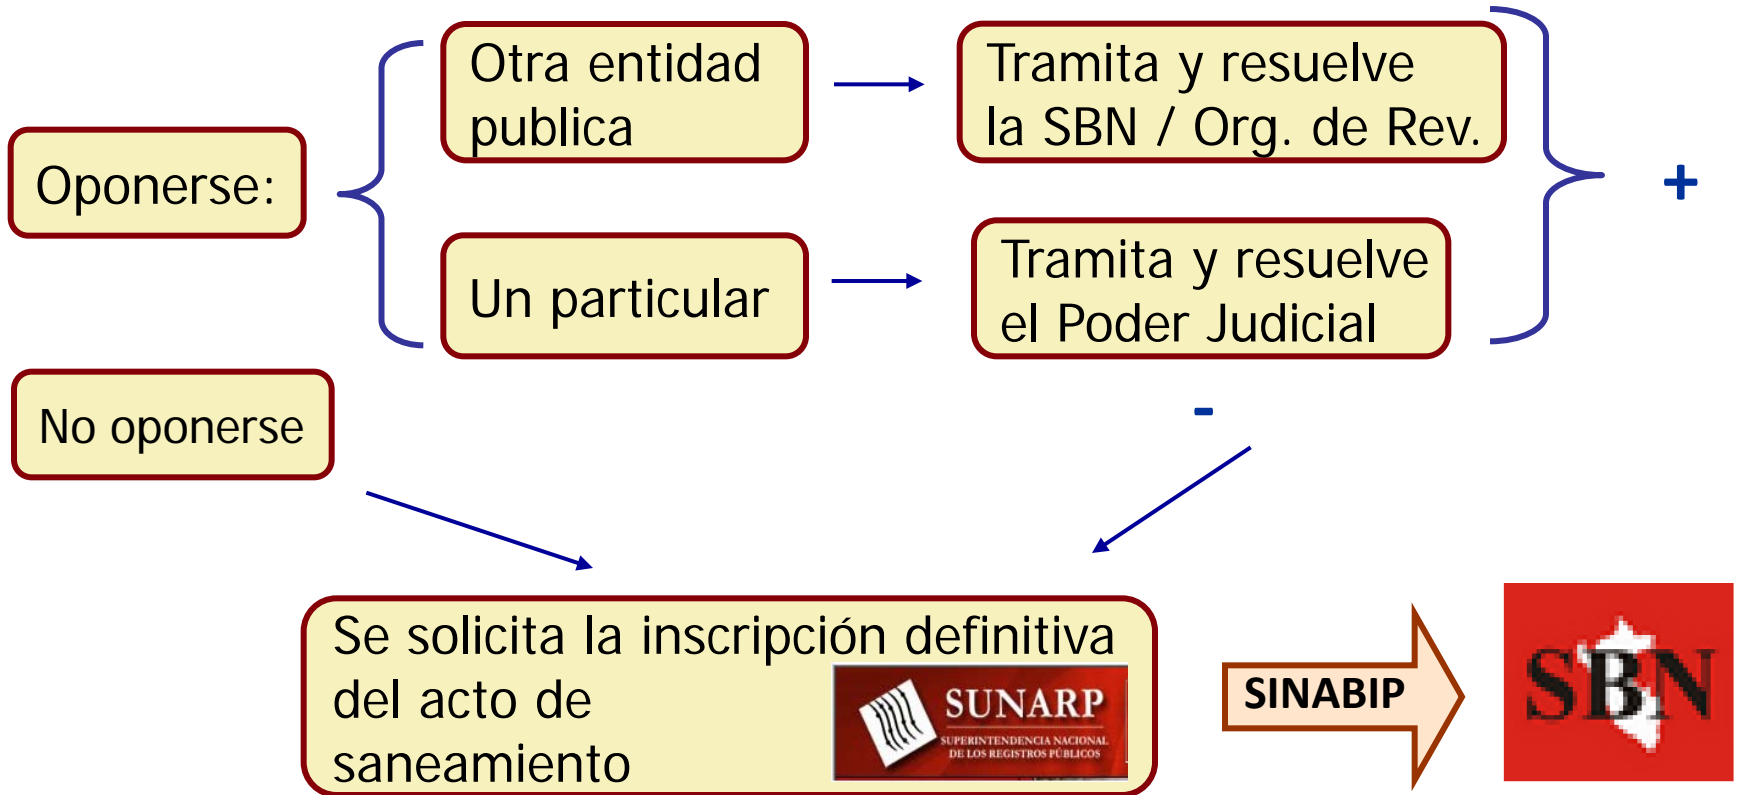 Oponerse:
Otra entidad
publica
Tramita y resuelve
la SBN / Org. de Rev.
+
Un particular
Tramita y resuelve
el Poder Judicial
No oponerse
-
Se solicita la inscripción definitiva
del acto de
saneamiento
SUNARP
SUPERINTENDENCIA NACIONAL
DE LOS REGISTROS PÚBLICOS
SINABIP
SBN